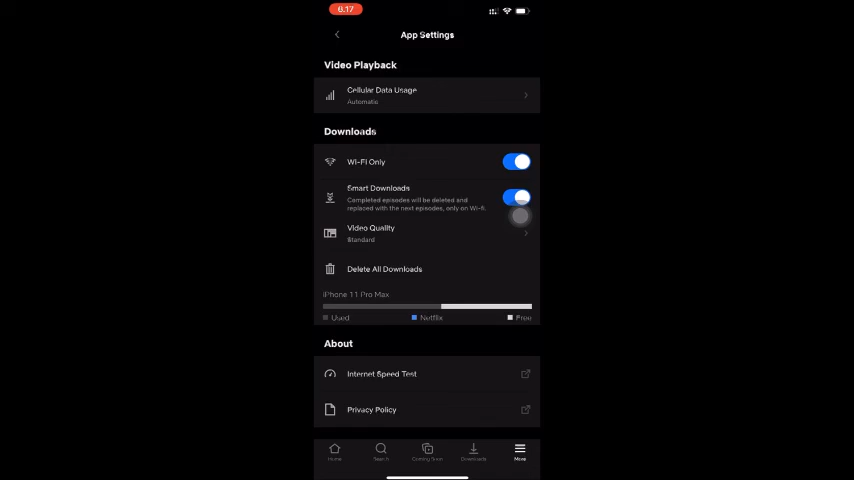 6.17
App Settings
Video Playback
Cellular Data Usage
Automatic
Downloads
Wi-Fi Only
Smart Downloads
Completed episodes will be deleted and
replaced with the next episodes, only on Wi-fi.
Video Quality
Standard
Delete All Downloads
iPhone 11 Pro Max
Used Netflix Free
About
Internet Speed Test
Privacy Policy
Home Search Coming Soon Downloads More